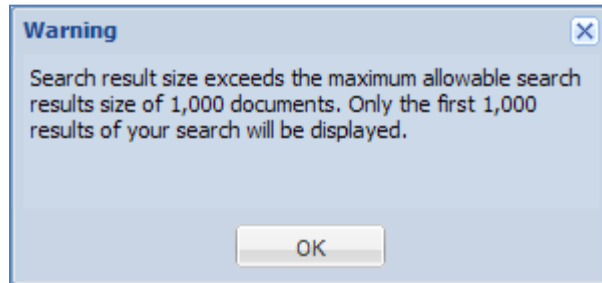 Warning
Search result size exceeds the maximum allowable search
results size of 1,000 documents. Only the first 1,000
results of your search will be displayed.
OK